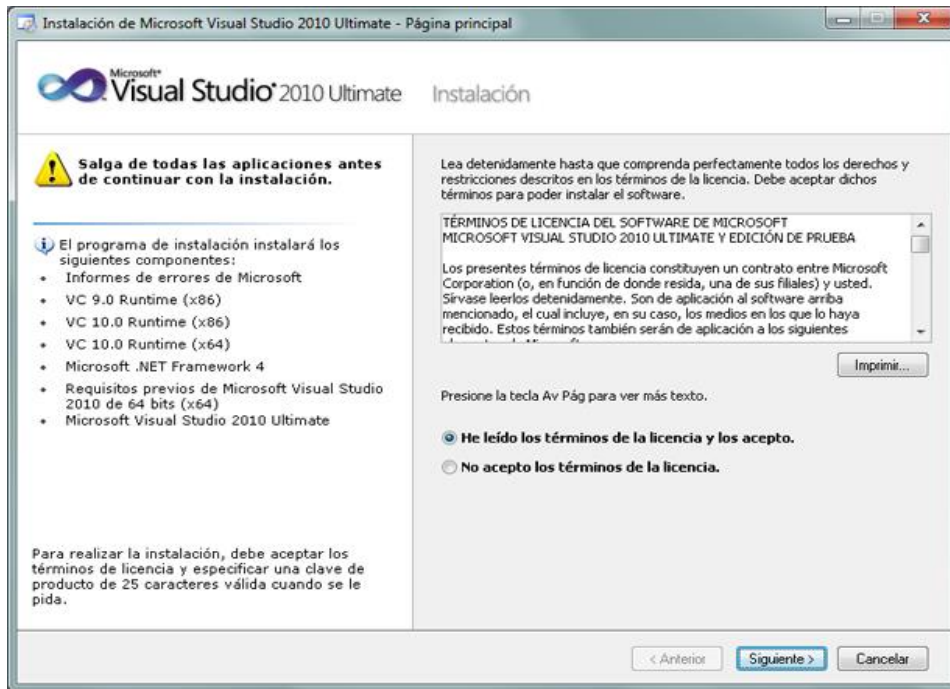 Instalación de Microsoft Visual Studio 2010 Ultimate - Página principal
Microsoft®
Visual Studio® 2010 Ultimate
Instalación
Salga de todas las aplicaciones antes
de continuar con la instalación.
El programa de instalación instalará los
siguientes componentes:
• Informes de errores de Microsoft
• VC 9.0 Runtime (x86)
• VC 10.0 Runtime (x86)
• VC 10.0 Runtime (x64)
• Microsoft .NET Framework 4
• Requisitos previos de Microsoft Visual Studio
2010 de 64 bits (x64)
• Microsoft Visual Studio 2010 Ultimate
Para realizar la instalación, debe aceptar los
términos de licencia y especificar una clave de
producto de 25 caracteres válida cuando se le
pida.
Lea detenidamente hasta que comprenda perfectamente todos los derechos y
restricciones descritos en los términos de la licencia. Debe aceptar dichos
términos para poder instalar el software.
TÉRMINOS DE LICENCIA DEL SOFTWARE DE MICROSOFT
MICROSOFT VISUAL STUDIO 2010 ULTIMATE Y EDICIÓN DE PRUEBA
Los presentes términos de licencia constituyen un contrato entre Microsoft
Corporation (o, en función de donde resida, una de sus filiales) y usted.
Sírvase leerlos detenidamente. Son de aplicación al software arriba
mencionado, el cual incluye, en su caso, los medios en los que lo haya
recibido. Estos términos también serán de aplicación a los siguientes
Imprimir...
Presione la tecla Av Pág para ver más texto.
He leído los términos de la licencia y los acepto.
No acepto los términos de la licencia.
< Anterior
Siguiente >
Cancelar